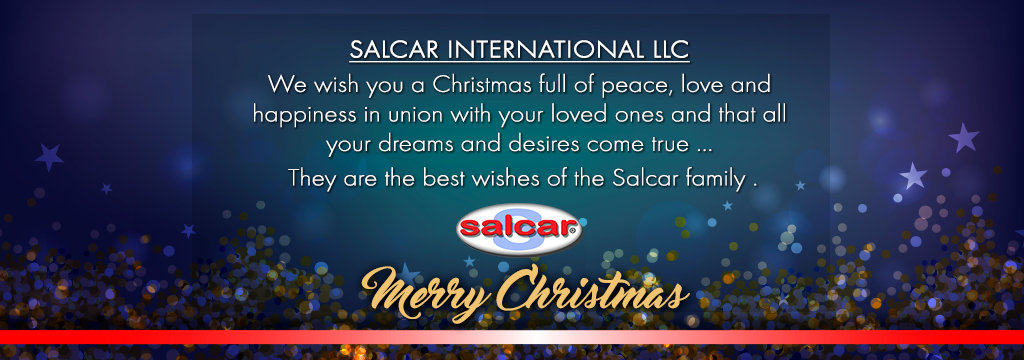 SALCAR INTERNATIONAL LLC
We wish you a Christmas full of peace, love and
happiness in union with your loved ones and that all
your dreams and desires come true ...
They are the best wishes of the Salcar family .
salcar®
Merry Christmas